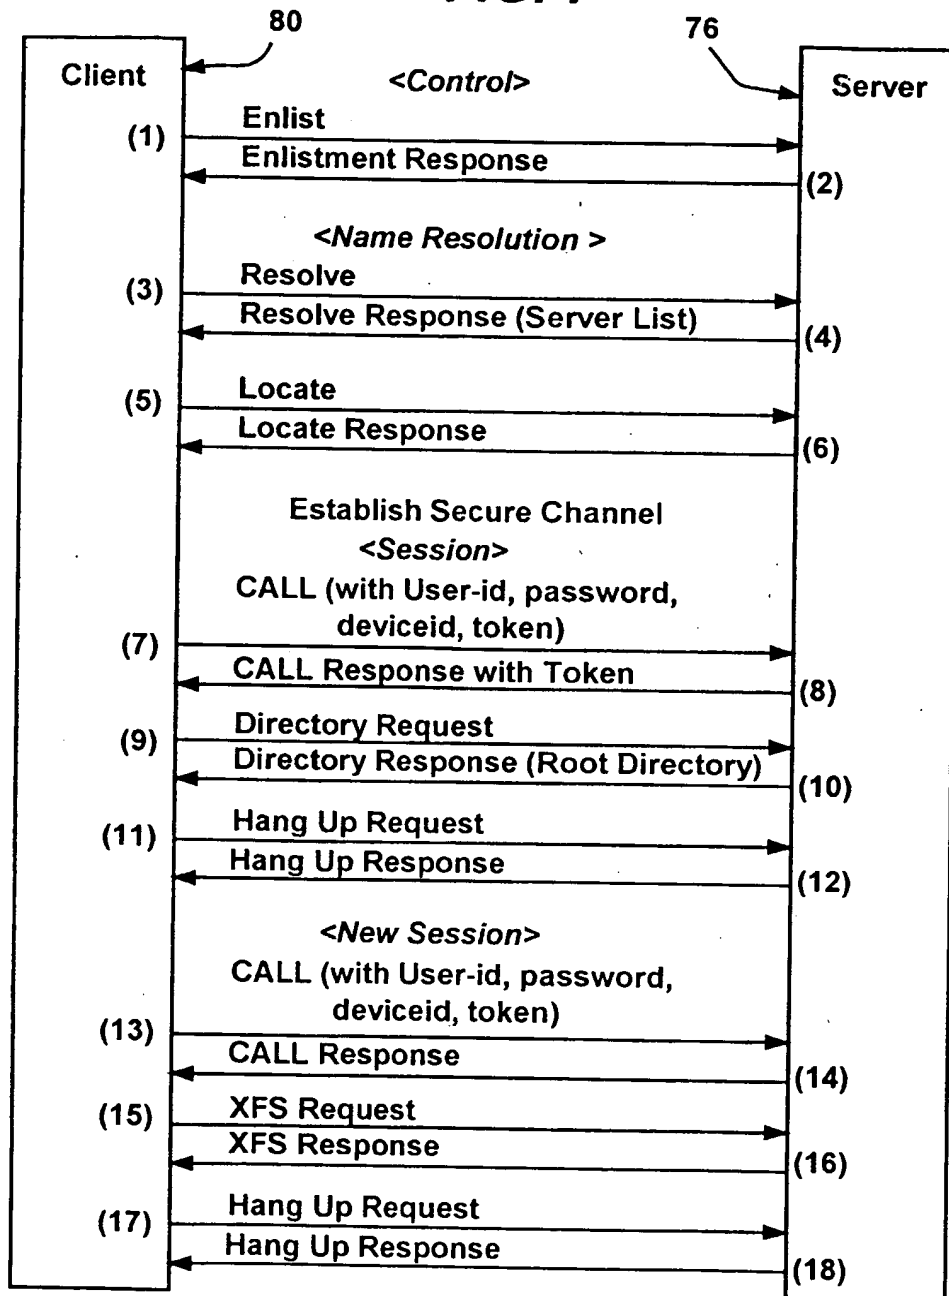 80
76
Client
<Control>
Server
Enlist
(1)
Enlistment Response
(2)
<Name Resolution >
Resolve
(3)
Resolve Response (Server List)
(4)
Locate
(5)
Locate Response
(6)
Establish Secure Channel
<Session>
CALL (with User-id, password,
deviceid, token)
(7)
CALL Response with Token
(8)
Directory Request
(9)
Directory Response (Root Directory)
(10)
Hang Up Request
(11)
Hang Up Response
(12)
<New Session>
CALL (with User-id, password,
deviceid, token)
(13)
CALL Response
(14)
XFS Request
(15)
XFS Response
(16)
Hang Up Request
(17)
Hang Up Response
(18)